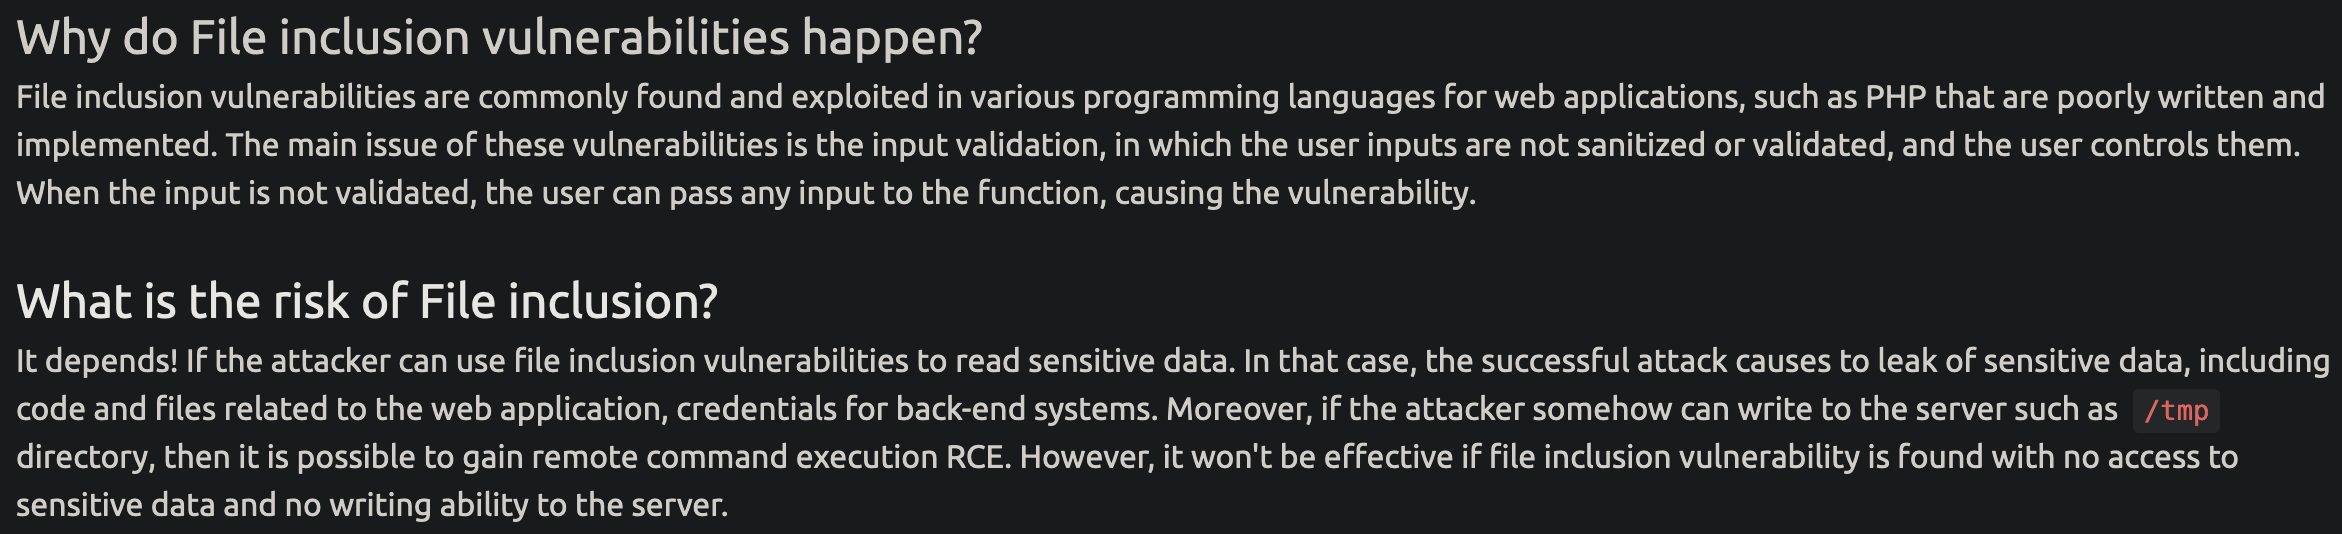 Why do File inclusion vulnerabilities happen?
File inclusion vulnerabilities are commonly found and exploited in various programming languages for web applications, such as PHP that are poorly written and
implemented. The main issue of these vulnerabilities is the input validation, in which the user inputs are not sanitized or validated, and the user controls them.
When the input is not validated, the user can pass any input to the function, causing the vulnerability.
What is the risk of File inclusion?
It depends! If the attacker can use file inclusion vulnerabilities to read sensitive data. In that case, the successful attack causes to leak of sensitive data, including
code and files related to the web application, credentials for back-end systems. Moreover, if the attacker somehow can write to the server such as /tmp
directory, then it is possible to gain remote command execution RCE. However, it won't be effective if file inclusion vulnerability is found with no access to
sensitive data and no writing ability to the server.